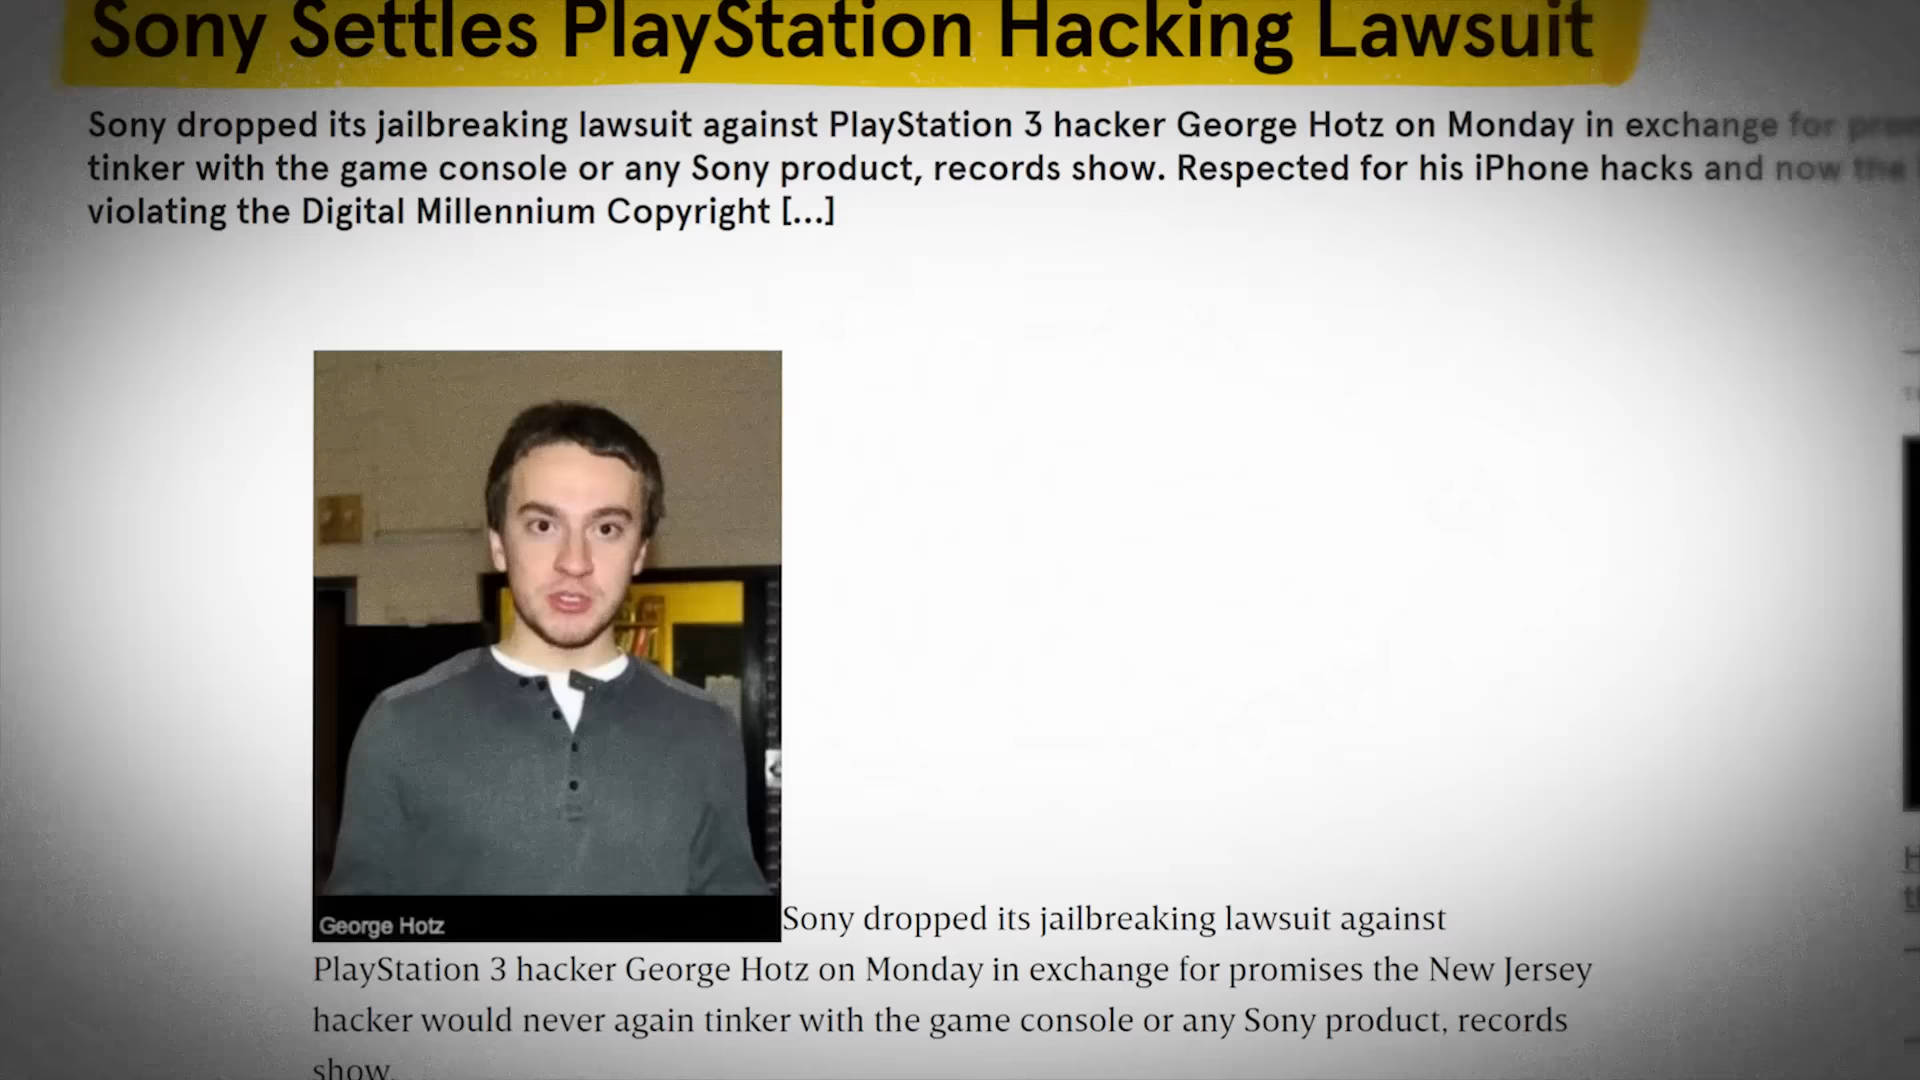 Sony Settles PlayStation Hacking Lawsuit
Sony dropped its jailbreaking lawsuit against PlayStation 3 hacker George Hotz on Monday in exchange for
tinker with the game console or any Sony product, records show. Respected for his iPhone hacks and now the
violating the Digital Millennium Copyright [...]
George Hotz
Sony dropped its jailbreaking lawsuit against
PlayStation 3 hacker George Hotz on Monday in exchange for promises the New Jersey
hacker would never again tinker with the game console or any Sony product, records
show.